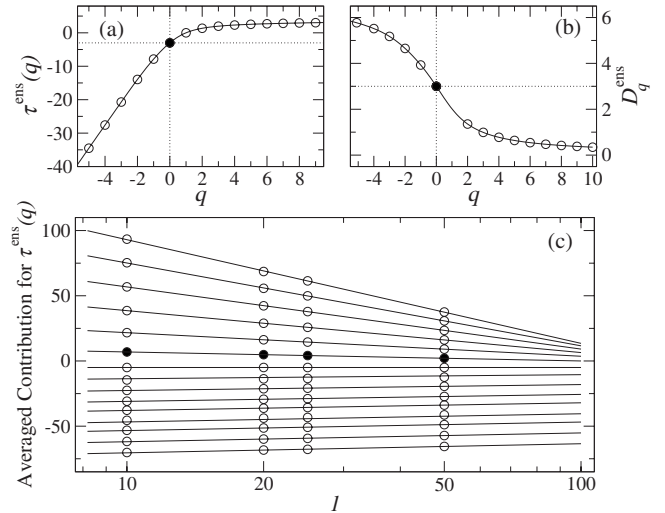 (a)
0
-10
-20
-30
-40
τ^ens(q)
-4 -2 0 2 4 6 8
q
(b)
6
4
2
0
D_q^ens
-4 -2 0 2 4 6 8 10
q
(c)
100
50
0
-50
Averaged Contribution for τ^ens(q)
10 20 50 100
l